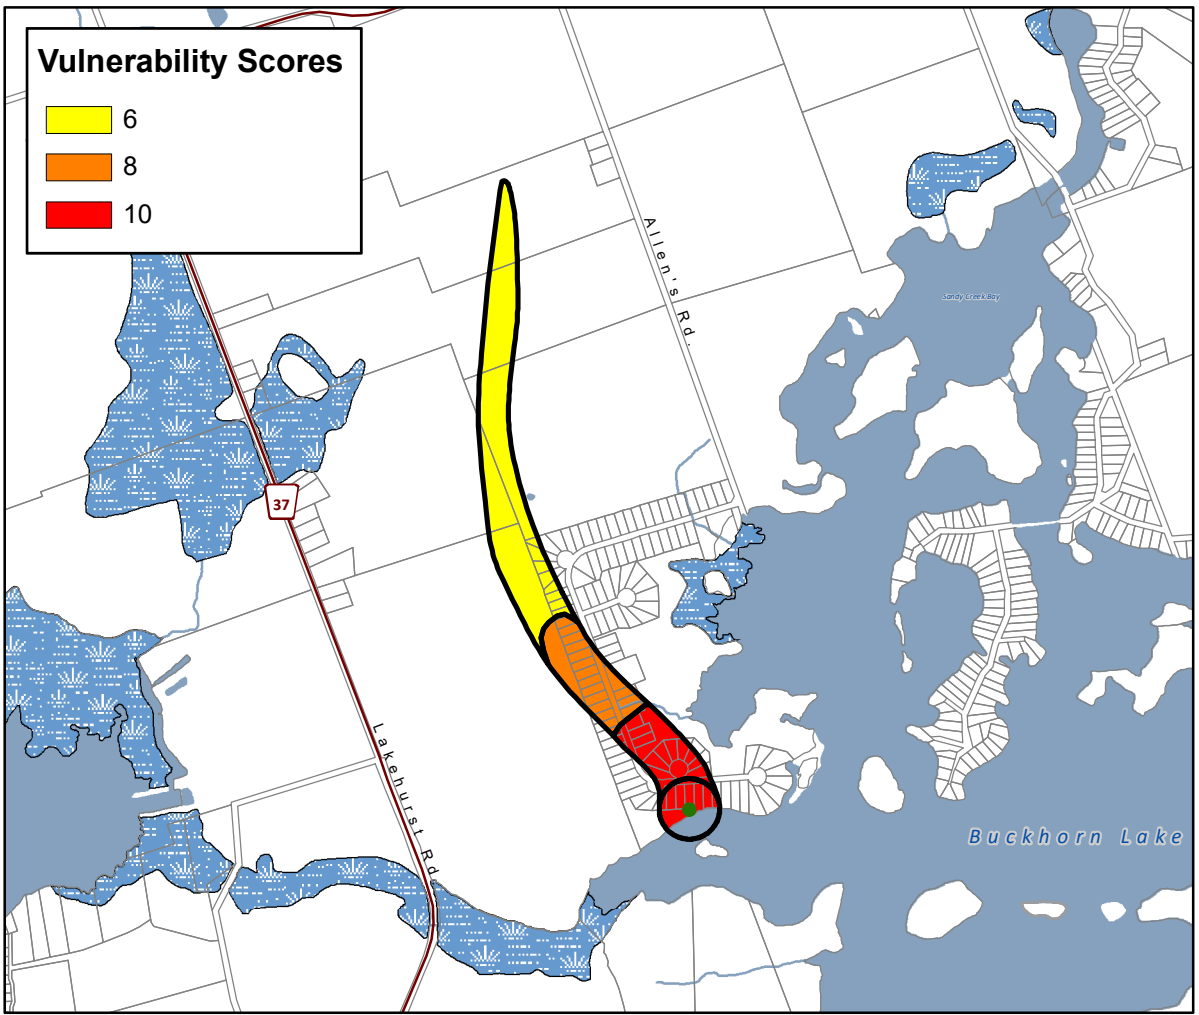 Vulnerability Scores
6
8
10
Allen's Rd.
Sandy Creek Bay
37
Lakehurst Rd.
Buckhorn Lake